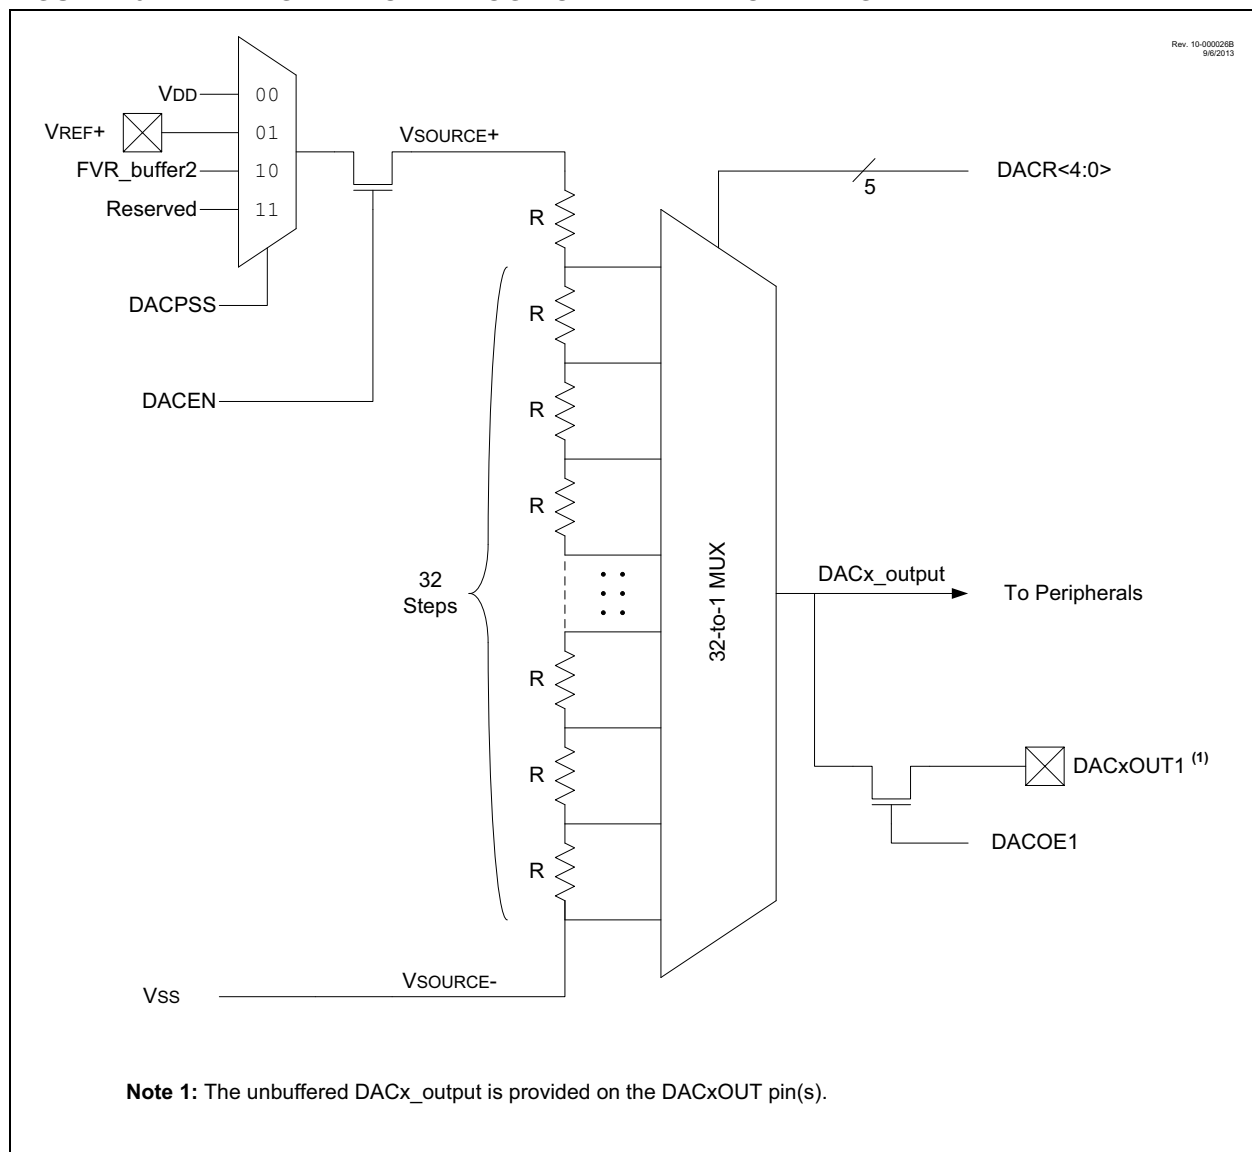 Rev. 10-000026B
9/6/2013
VDD
00
VREF+
01
VSOURCE+
FVR_buffer2
10
DACR<4:0>
5
Reserved
11
R
DACPSS
R
DACEN
R
R
32
Steps
32-to-1 MUX
DACx_output
To Peripherals
R
R
DACxOUT1 (1)
DACOE1
R
VSS
VSOURCE-
Note 1: The unbuffered DACx_output is provided on the DACxOUT pin(s).